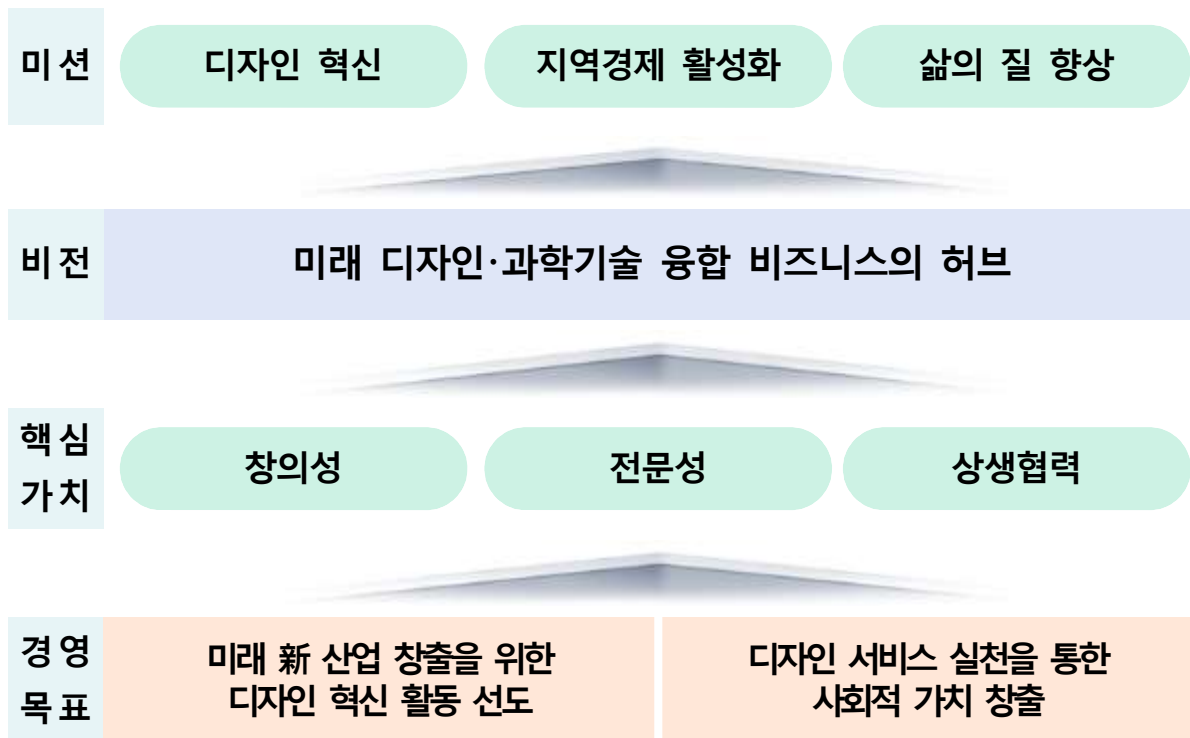 미션
디자인 혁신
지역경제 활성화
삶의 질 향상
비전
미래 디자인·과학기술 융합 비즈니스의 허브
핵심
가치
창의성
전문성
상생협력
경영
목표
미래 新 산업 창출을 위한
디자인 혁신 활동 선도
디자인 서비스 실천을 통한
사회적 가치 창출